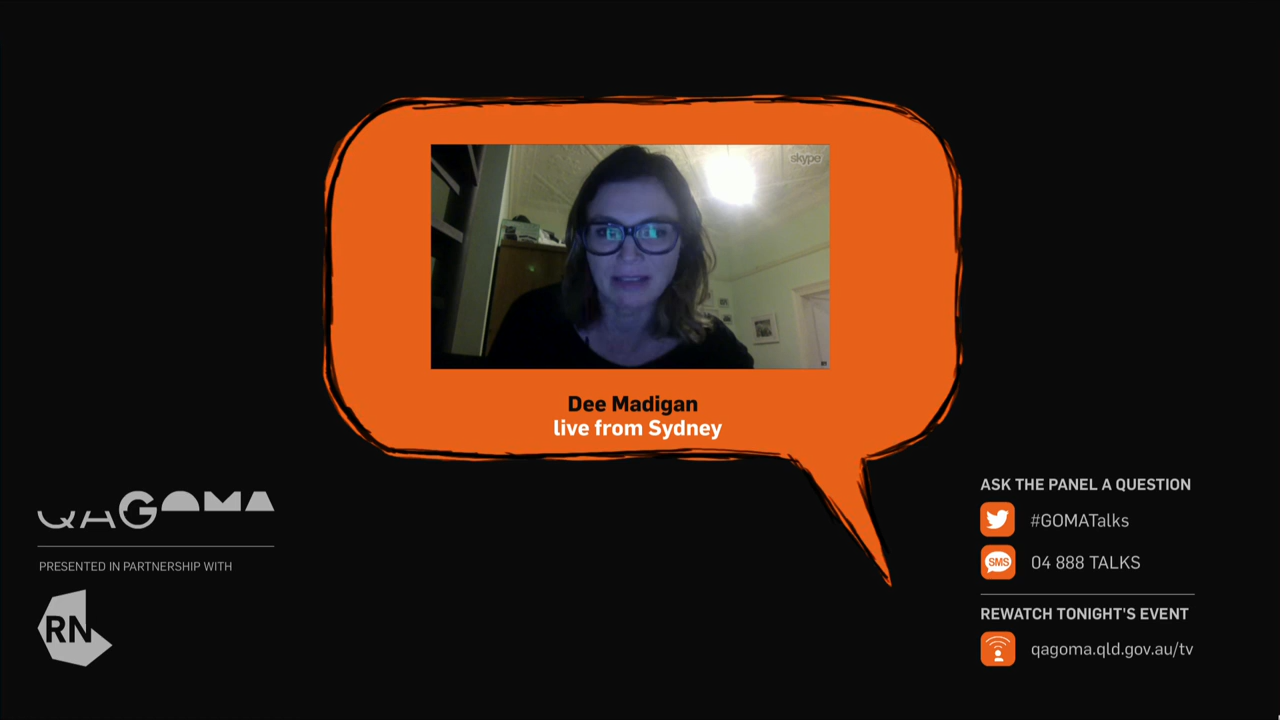 skype
Dee Madigan
live from Sydney
QAGOMA
PRESENTED IN PARTNERSHIP WITH
RN
ASK THE PANEL A QUESTION
#GOMATalks
SMS
04 888 TALKS
REWATCH TONIGHT'S EVENT
qagoma.qld.gov.au/tv